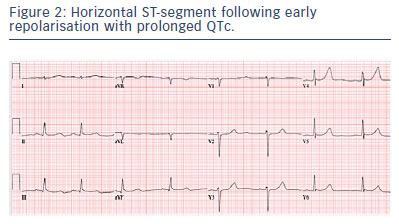 Figure 2: Horizontal ST-segment following early
repolarisation with prolonged QTc.
I aVR V1 V4
II aVL V2 V5
III aVF V3 V6